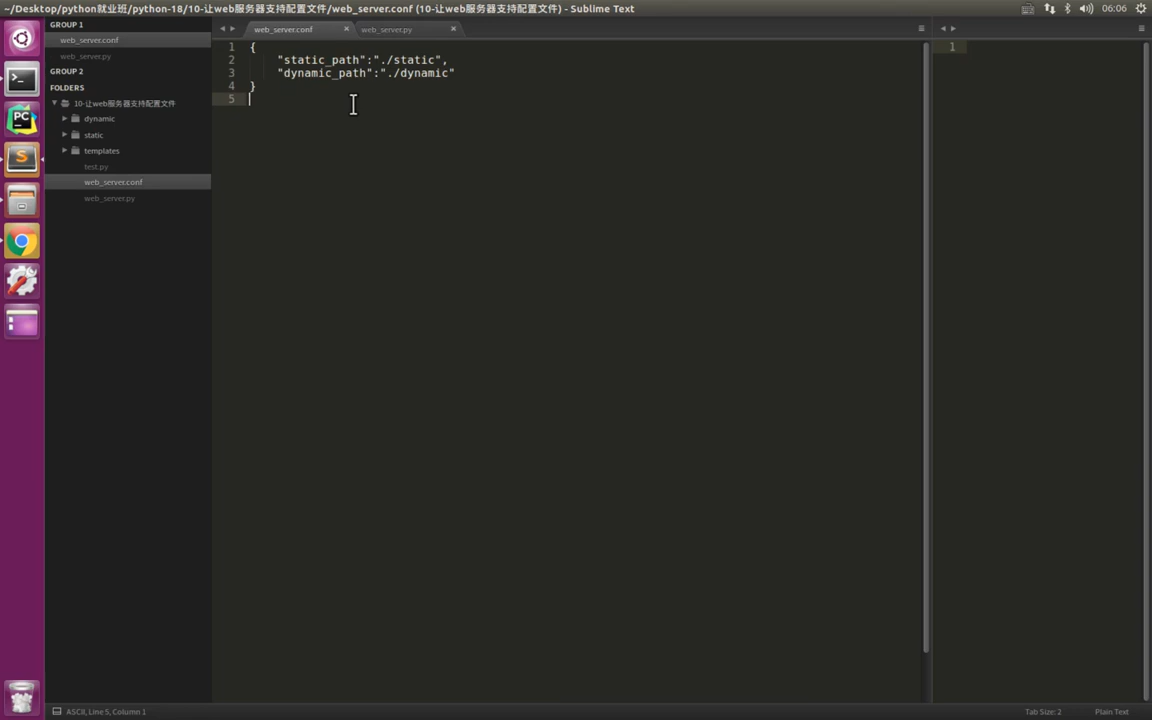 ~/Desktop/python就业班/python-18/10-让web服务器支持配置文件/web_server.conf (10-让web服务器支持配置文件) - Sublime Text
06:06
GROUP 1
web_server.conf
web_server.py
GROUP 2
FOLDERS
10-让web服务器支持配置文件
dynamic
static
templates
test.py
web_server.conf
web_server.py
web_server.conf
web_server.py
1 {
2 "static_path":"./static",
3 "dynamic_path":"./dynamic"
4 }
5
1
PC
S
ASCII, Line 5, Column 1
Tab Size: 2
Plain Text